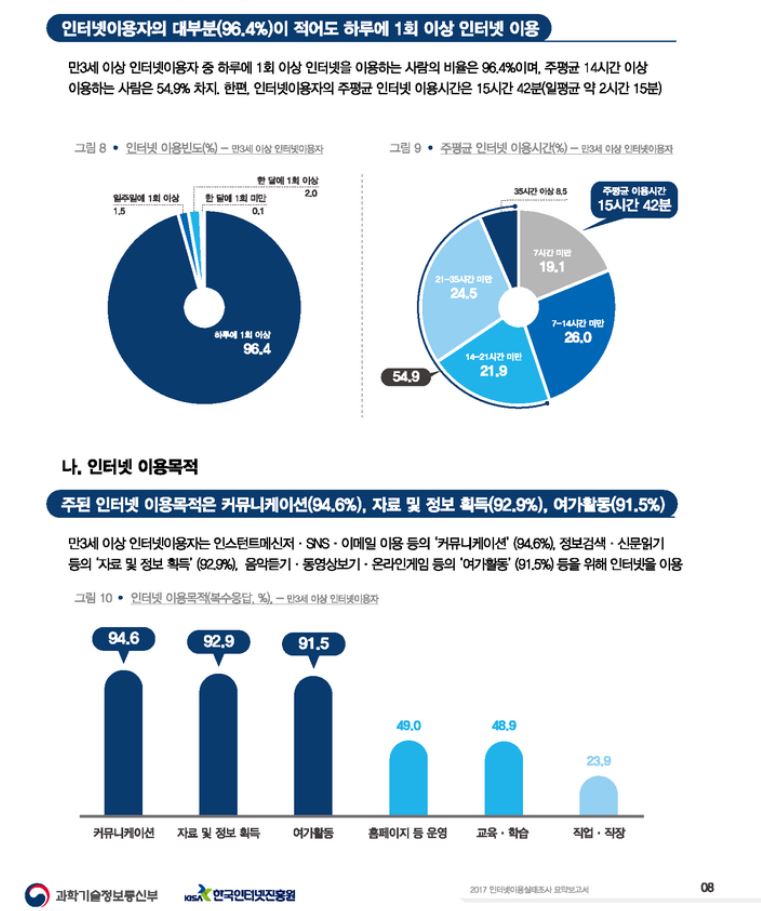 인터넷이용자의 대부분(96.4%)이 적어도 하루에 1회 이상 인터넷 이용
만3세 이상 인터넷이용자 중 하루에 1회 이상 인터넷을 이용하는 사람의 비율은 96.4%이며, 주평균 14시간 이상
이용하는 사람은 54.9% 차지. 한편, 인터넷이용자의 주평균 인터넷 이용시간은 15시간 42분(일평균 약 2시간 15분)
그림 8 • 인터넷 이용빈도(%) – 만3세 이상 인터넷이용자
한 달에 1회 이상
2.0
일주일에 1회 이상
1.5
한 달에 1회 미만
0.1
하루에 1회 이상
96.4
그림 9 • 주평균 인터넷 이용시간(%) – 만3세 이상 인터넷이용자
35시간 이상 8.5
주평균 이용시간
15시간 42분
7시간 미만
19.1
21-35시간 미만
24.5
7-14시간 미만
26.0
14-21시간 미만
21.9
54.9
나. 인터넷 이용목적
주된 인터넷 이용목적은 커뮤니케이션(94.6%), 자료 및 정보 획득(92.9%), 여가활동(91.5%)
만3세 이상 인터넷이용자는 인스턴트메신저 · SNS · 이메일 이용 등의 '커뮤니케이션' (94.6%), 정보검색 · 신문읽기
등의 '자료 및 정보 획득' (92.9%), 음악듣기 · 동영상보기 · 온라인게임 등의 '여가활동' (91.5%) 등을 위해 인터넷을 이용
그림 10 • 인터넷 이용목적(복수응답, %), – 만3세 이상 인터넷이용자
94.6 92.9 91.5 49.0 48.9 23.9
커뮤니케이션 자료 및 정보 획득 여가활동 홈페이지 등 운영 교육 · 학습 직업 · 직장
과학기술정보통신부 KISA 한국인터넷진흥원 2017 인터넷이용실태조사 요약보고서 08